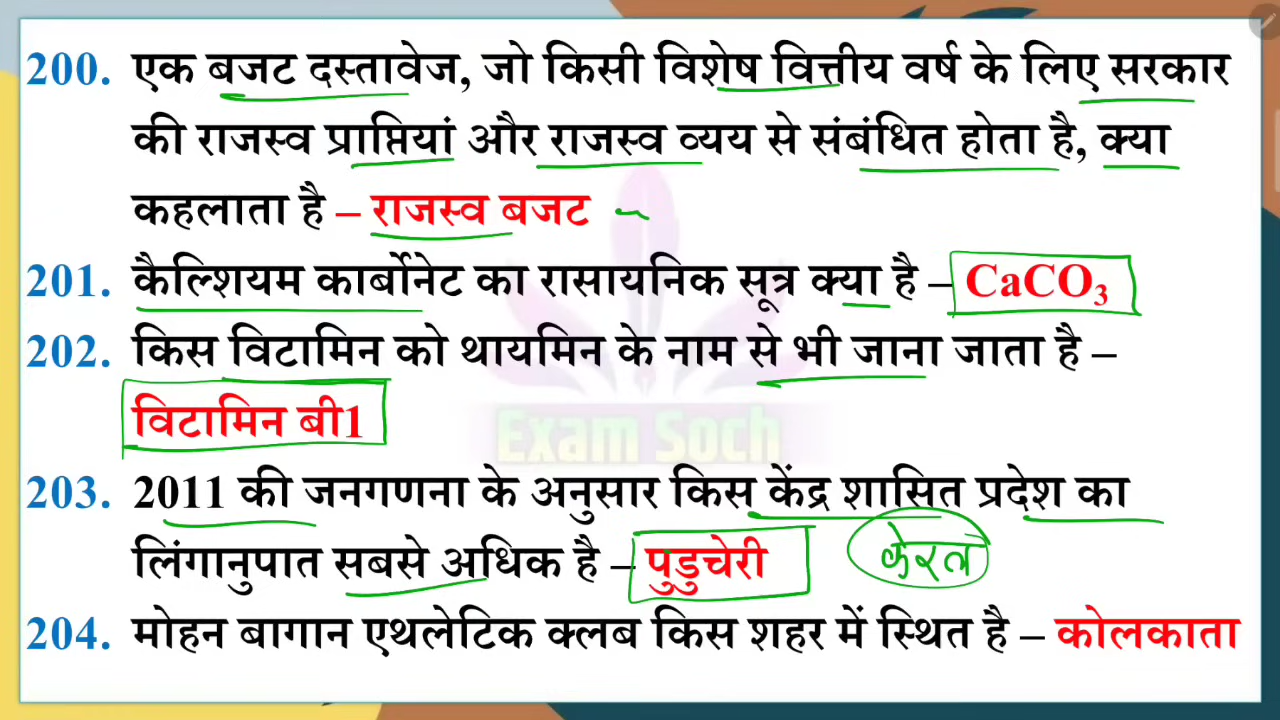 200. एक बजट दस्तावेज, जो किसी विशेष वित्तीय वर्ष के लिए सरकार
की राजस्व प्राप्तियां और राजस्व व्यय से संबंधित होता है, क्या
कहलाता है – राजस्व बजट
201. कैल्शियम कार्बोनेट का रासायनिक सूत्र क्या है – CaCO₃
202. किस विटामिन को थायमिन के नाम से भी जाना जाता है –
विटामिन बी1
Exam Soch
203. 2011 की जनगणना के अनुसार किस केंद्र शासित प्रदेश का
लिंगानुपात सबसे अधिक है – पुडुचेरी केरल
204. मोहन बागान एथलेटिक क्लब किस शहर में स्थित है – कोलकाता